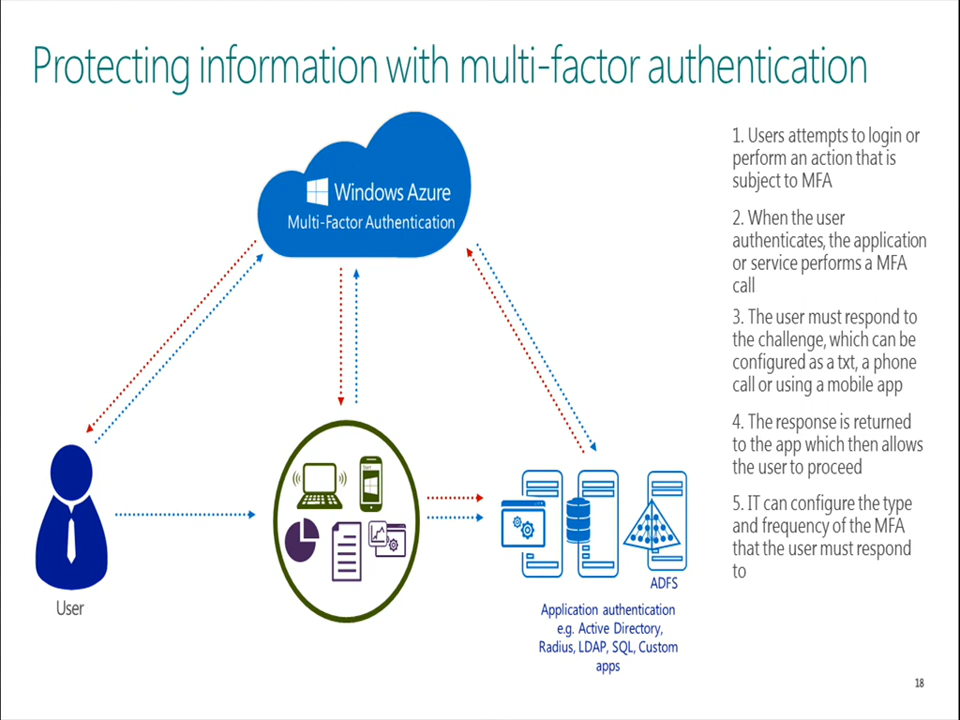 Protecting information with multi-factor authentication
Windows Azure
Multi-Factor Authentication
1. Users attempts to login or
perform an action that is
subject to MFA
2. When the user
authenticates, the application
or service performs a MFA
call
3. The user must respond to
the challenge, which can be
configured as a txt, a phone
call or using a mobile app
4. The response is returned
to the app which then allows
the user to proceed
5. IT can configure the type
and frequency of the MFA
that the user must respond
to
User
ADFS
Application authentication
e.g. Active Directory,
Radius, LDAP, SQL, Custom
apps
18